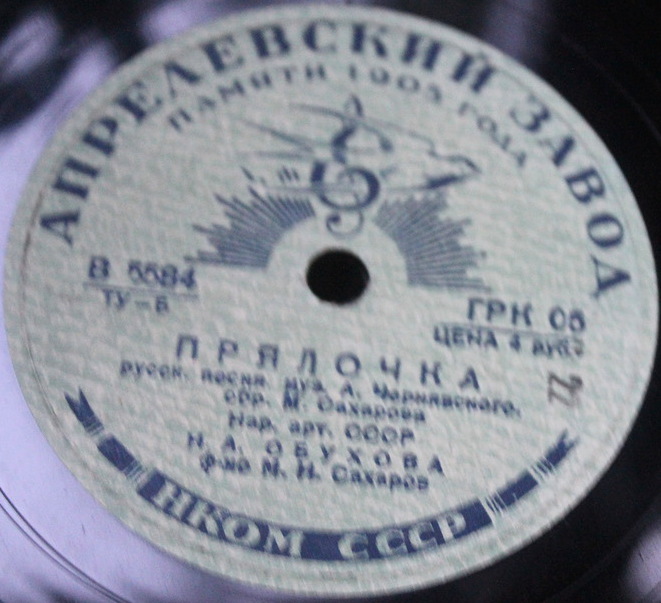 АПРЕЛЕВСКИЙ ЗАВОД
ПАМЯТИ 1905 ГОДА
В 5584
ТУ-Б
ГРК 05
ЦЕНА 4 руб.
22
ПРЯЛОЧКА
русск. песня муз. А. Чернявского,
обр. М. Сахарова
Нар. арт. СССР
Н. А. ОБУХОВА
ф-но М. И. Сахаров
НКОМ СССР